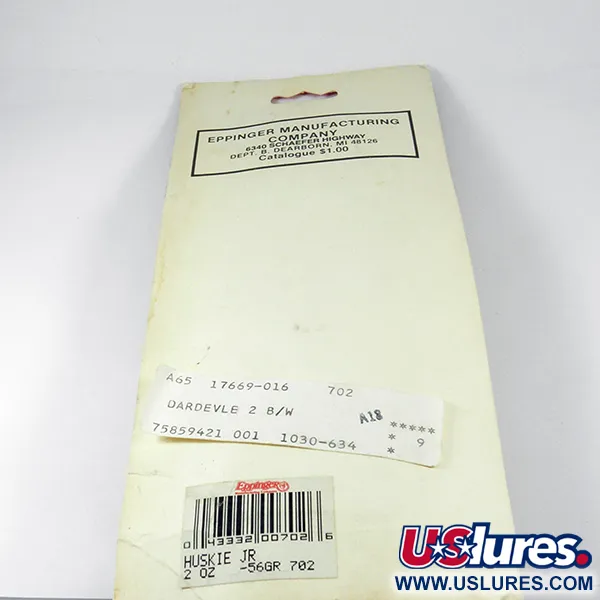 EPPINGER MANUFACTURING
COMPANY
6340 SCHAEFER HIGHWAY
DEPT. B. DEARBORN, MI 48126
Catalogue $1.00
A65 17669-016 702
DARDEVLE 2 B/W A18 *****
75859421 001 1030-634 * 9
*
Eppinger
0 43332 00702 6
HUSKIE JR
2 OZ -56GR 702
USlures.
WWW.USLURES.COM